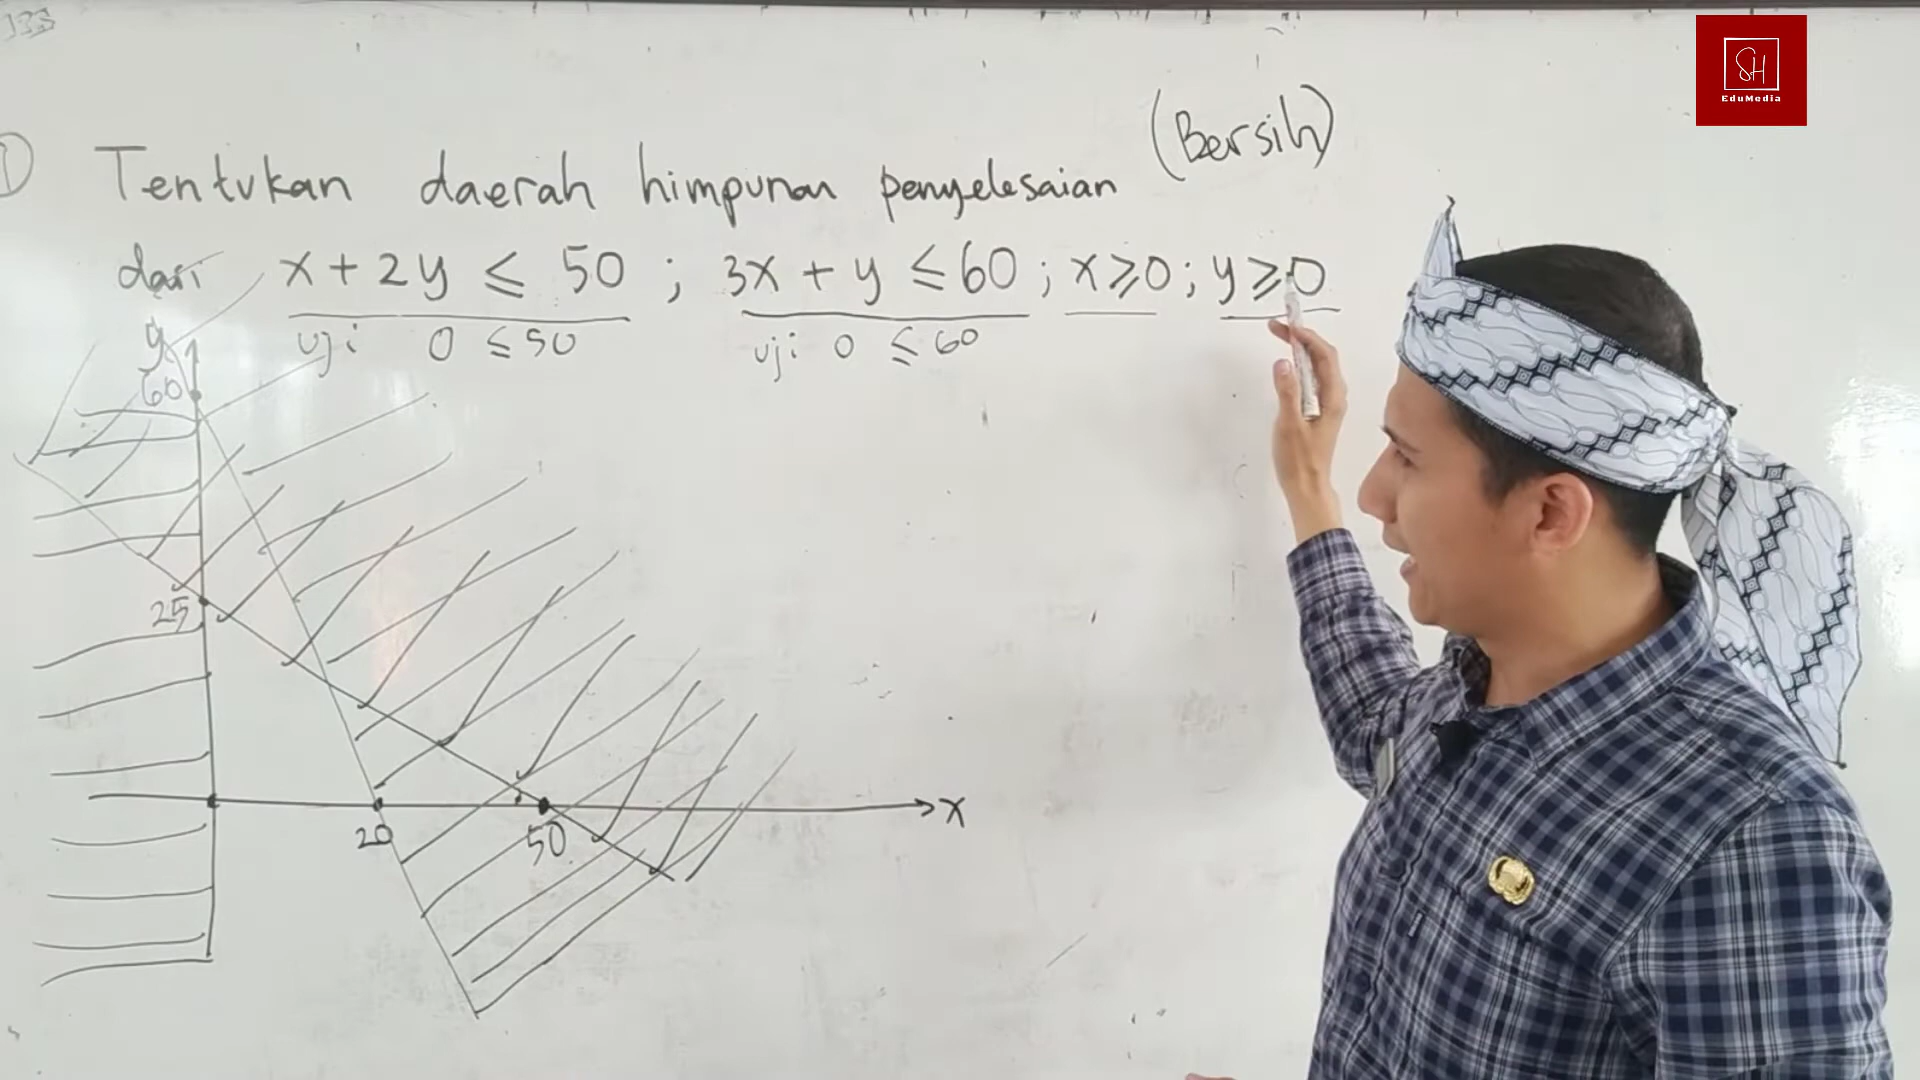 (Bersih)
① Tentukan daerah himpunan penyelesaian
dari x + 2y ≤ 50 ; 3x + y ≤ 60 ; x ≥ 0 ; y ≥ 0
uji 0 ≤ 50 uji 0 ≤ 60
y
60
25
x
20
50
SH
EduMedia